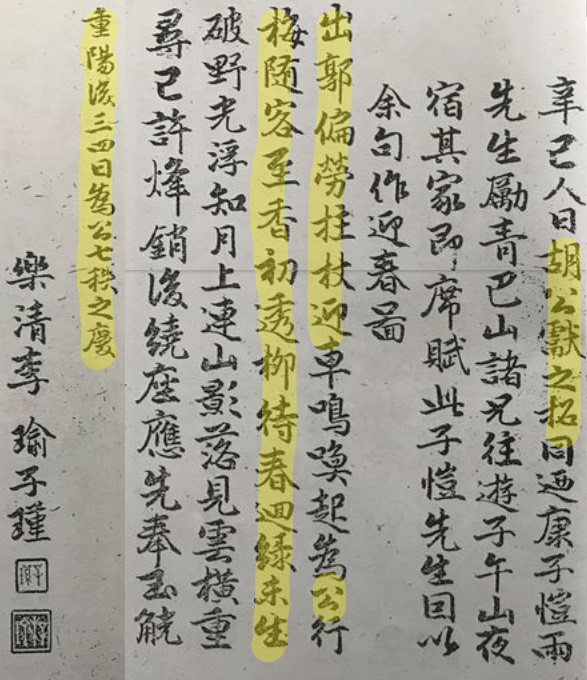 辛巳人日胡公獻之招同迺康子愷兩
先生勵青巴山諸兄往遊子午山夜
宿其家即席賦此子愷先生因以
余句作迎春啚
出郭偏勞拄杖迎車鳴喚起為公行
梅隨客至香初透柳待春迴綠未生
破野光浮知月上連山影落見雲橫重
尋已許烽銷後繞座應先奉玉觥
重陽後三四日為公七秩之慶
樂清李瑜子瑾